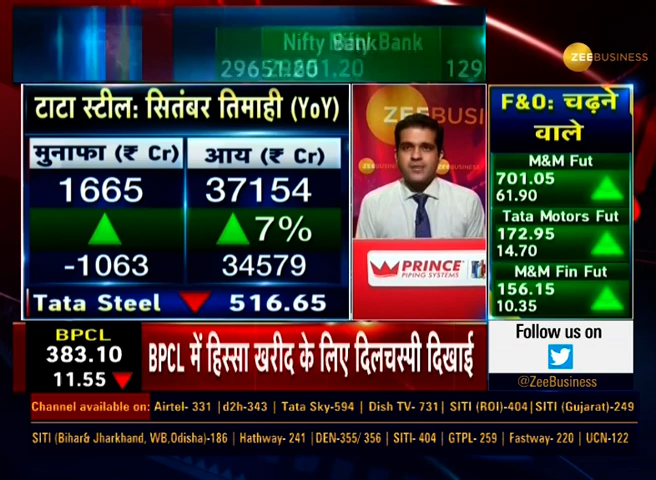 Nifty Bank
129
ZEE BUSINESS
टाटा स्टील: सितंबर तिमाही (YoY)
मुनाफा (₹ Cr) आय (₹ Cr)
1665 37154
7%
-1063 34579
Tata Steel 516.65
ZEEBUSI
PRINCE
PIPING SYSTEMS
F&O: चढ़ने
वाले
M&M Fut
701.05
61.90
Tata Motors Fut
172.95
14.70
M&M Fin Fut
156.15
10.35
BPCL
383.10
11.55
BPCL में हिस्सा खरीद के लिए दिलचस्पी दिखाई
Follow us on
@ZeeBusiness
Channel available on: Airtel- 331 |d2h-343 | Tata Sky-594 | Dish TV- 731| SITI (ROI)-404|SITI (Gujarat)-249
SITI (Bihar& Jharkhand, WB,Odisha)-186 | Hathway- 241 |DEN-355/ 356 | SITI- 404 | GTPL- 259 | Fastway- 220 | UCN-122